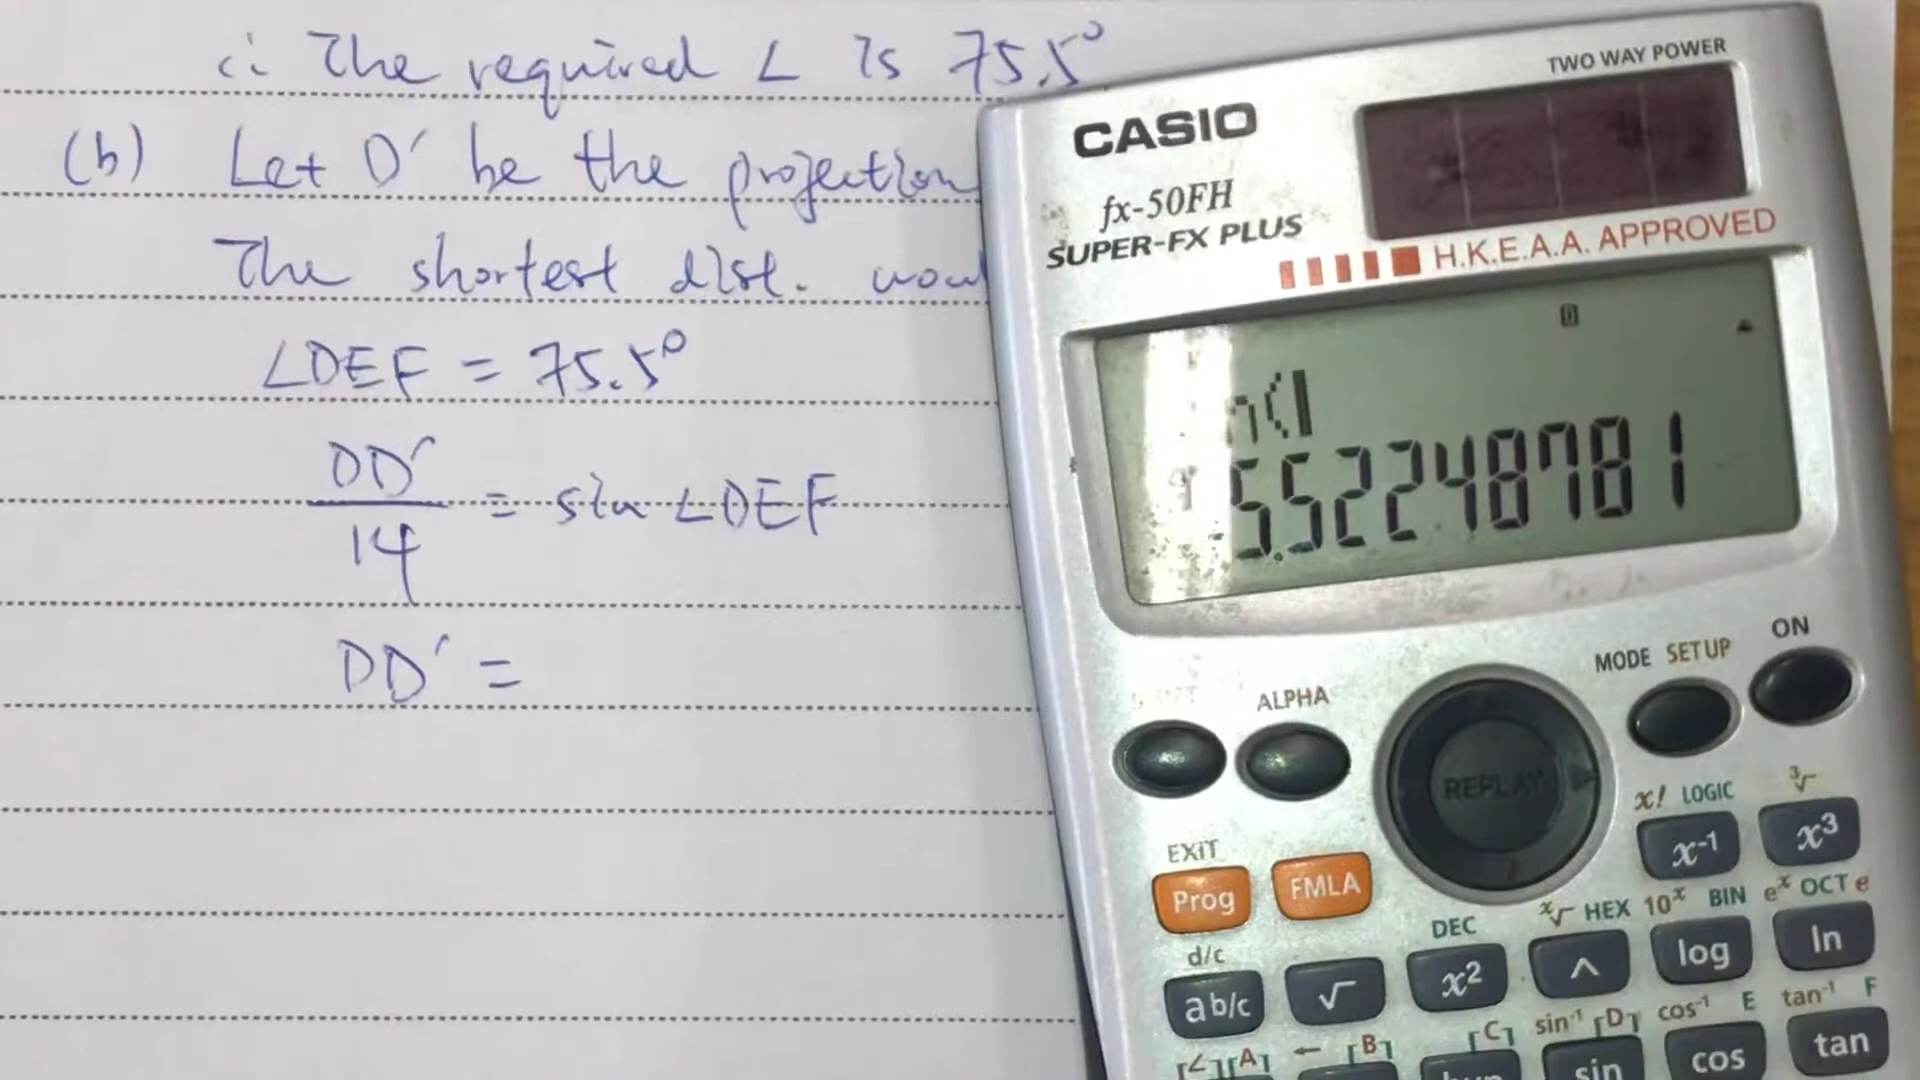 ∴ The required ∠ is 75.5°
(b) Let D′ be the projection
The shortest dist.
∠DEF = 75.5°
DD′/14 = sin ∠DEF
DD′ =
TWO WAY POWER
CASIO
fx-50FH
SUPER-FX PLUS
H.K.E.A.A. APPROVED
D
n(
5.522248781
ALPHA
MODE SETUP
ON
REPLAY
x! LOGIC
³√
x⁻¹
x³
EXIT
Prog
FMLA
DEC
ˣ√ HEX
10ˣ BIN
eˣ OCT e
d/c
ab/c
√
x²
^
log
ln
[∠] [A]
← [B]
[C]
sin⁻¹ [D]
cos⁻¹ E
tan⁻¹ F
sin
cos
tan